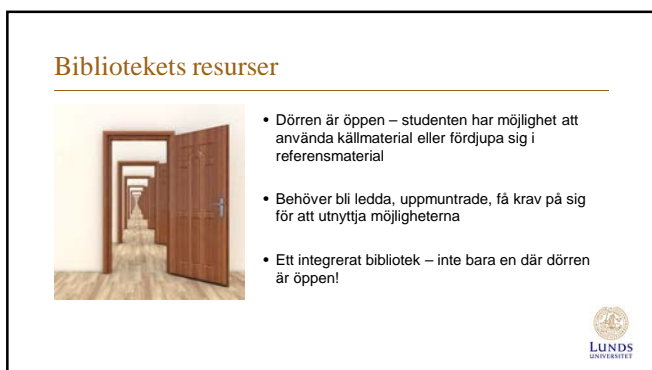 Bibliotekets resurser
• Dörren är öppen – studenten har möjlighet att
använda källmaterial eller fördjupa sig i
referensmaterial
• Behöver bli ledda, uppmuntrade, få krav på sig
för att utnyttja möjligheterna
• Ett integrerat bibliotek – inte bara en där dörren
är öppen!
LUNDS
UNIVERSITET